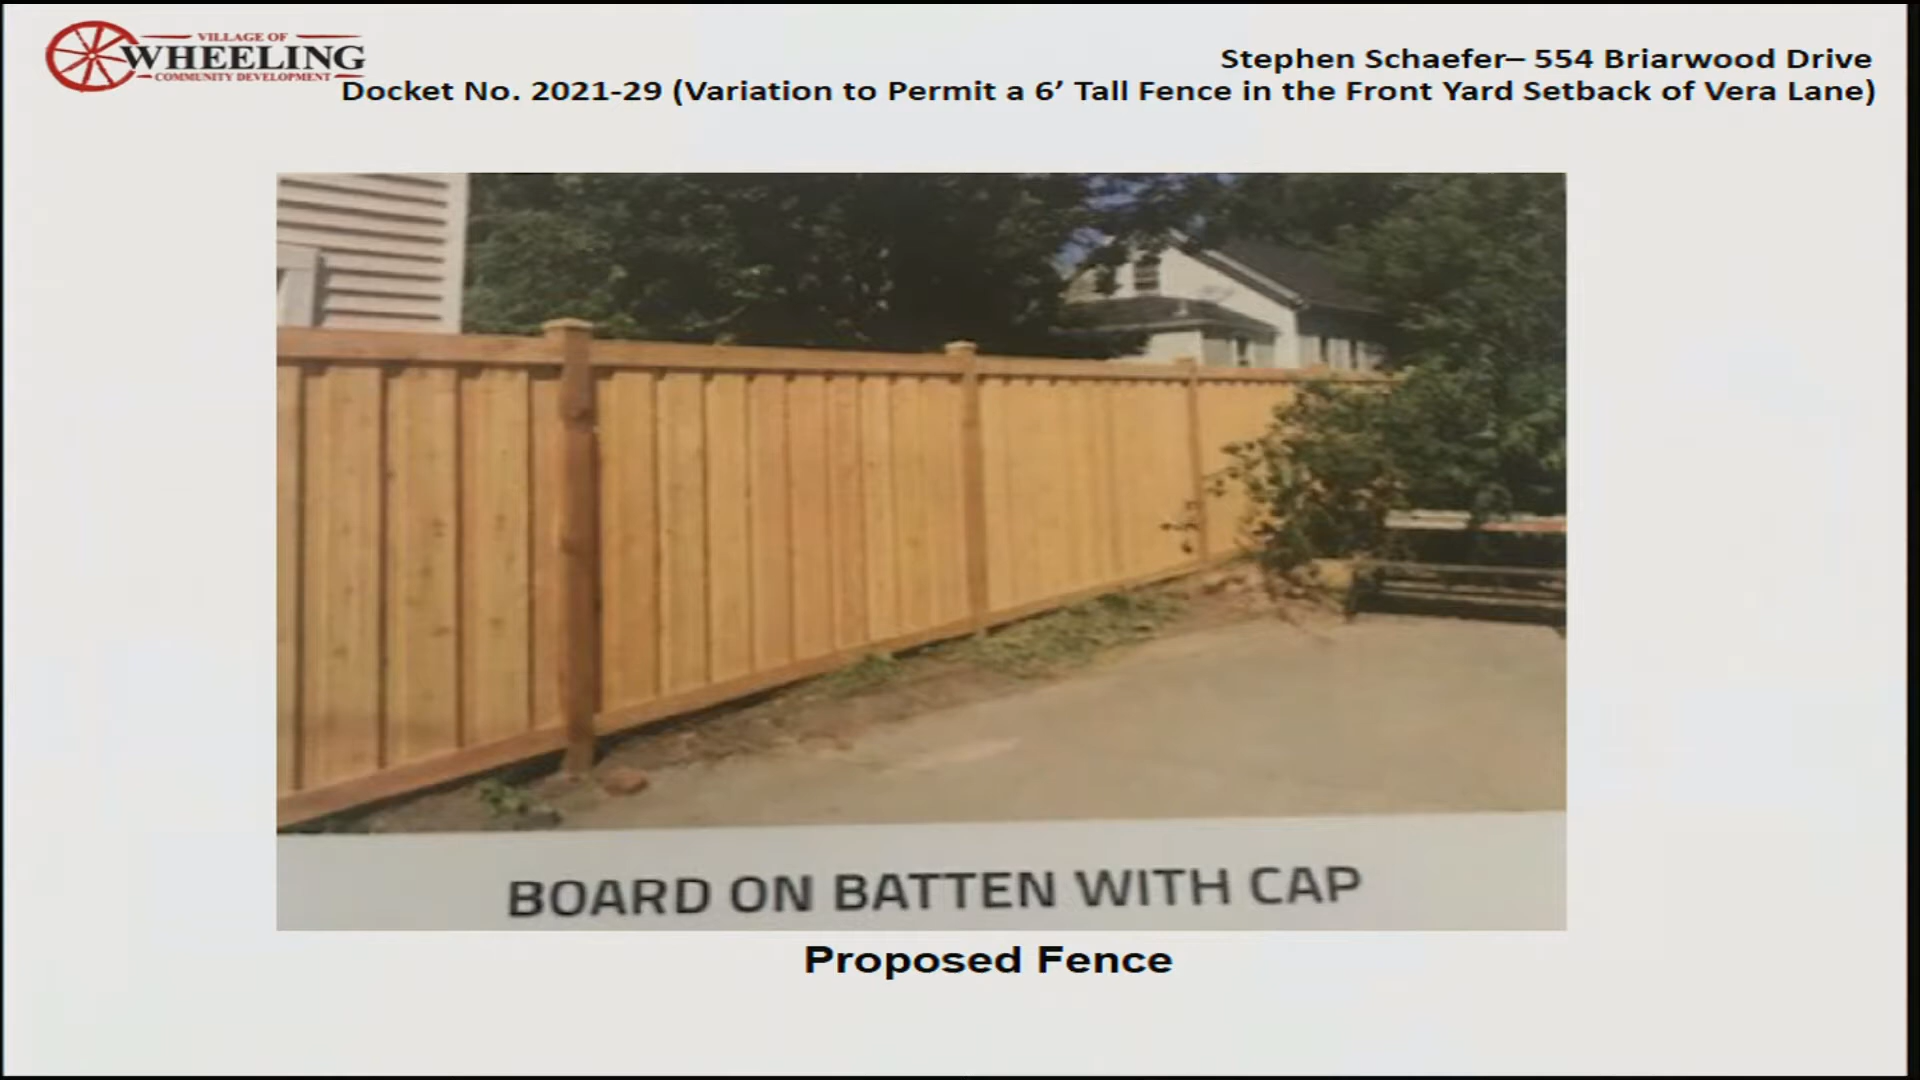 VILLAGE OF
WHEELING
COMMUNITY DEVELOPMENT
Stephen Schaefer– 554 Briarwood Drive
Docket No. 2021-29 (Variation to Permit a 6’ Tall Fence in the Front Yard Setback of Vera Lane)
BOARD ON BATTEN WITH CAP
Proposed Fence